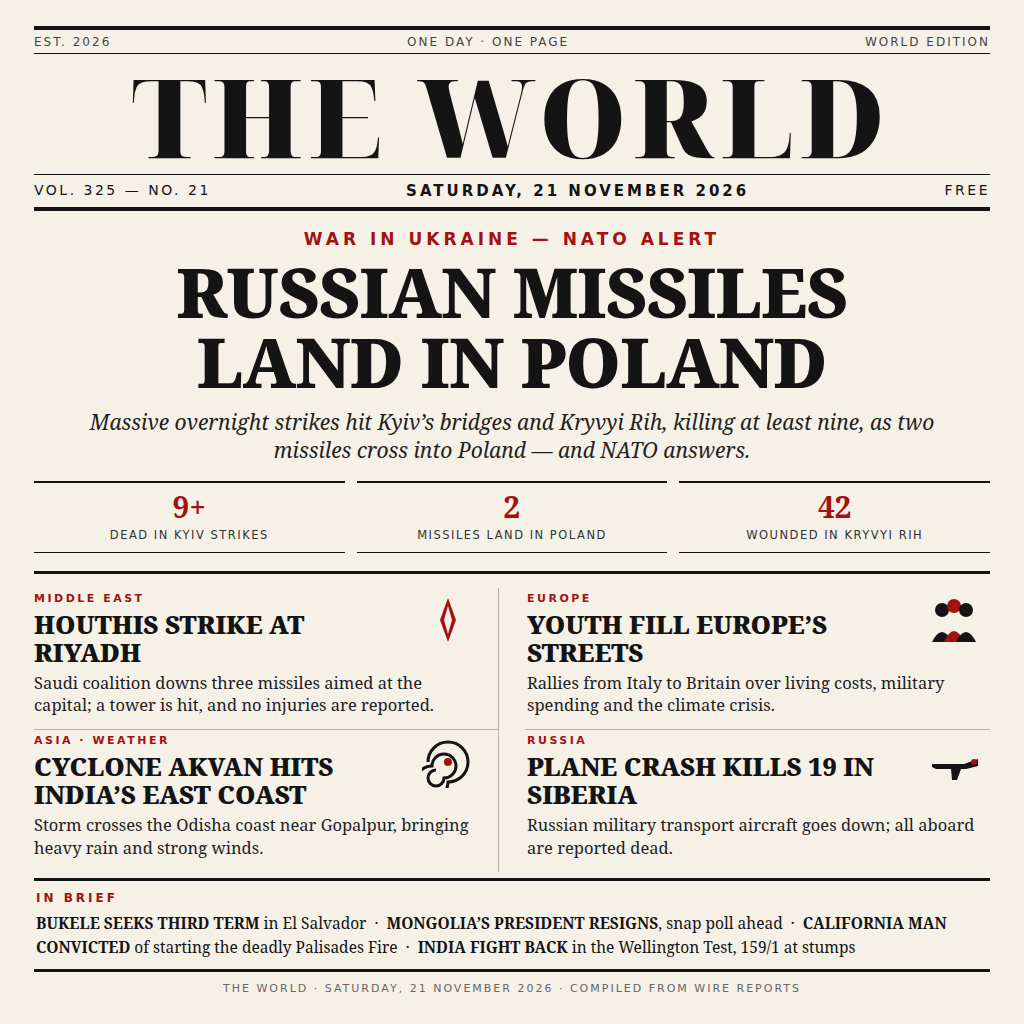 EST. 2026
ONE DAY · ONE PAGE
WORLD EDITION
THE WORLD
VOL. 325 — NO. 21
SATURDAY, 21 NOVEMBER 2026
FREE
WAR IN UKRAINE — NATO ALERT
RUSSIAN MISSILES
LAND IN POLAND
Massive overnight strikes hit Kyiv’s bridges and Kryvyi Rih, killing at least nine, as two
missiles cross into Poland — and NATO answers.
9+
DEAD IN KYIV STRIKES
2
MISSILES LAND IN POLAND
42
WOUNDED IN KRYVYI RIH
MIDDLE EAST
HOUTHIS STRIKE AT
RIYADH
Saudi coalition downs three missiles aimed at the
capital; a tower is hit, and no injuries are reported.
EUROPE
YOUTH FILL EUROPE’S
STREETS
Rallies from Italy to Britain over living costs, military
spending and the climate crisis.
ASIA · WEATHER
CYCLONE AKVAN HITS
INDIA’S EAST COAST
Storm crosses the Odisha coast near Gopalpur, bringing
heavy rain and strong winds.
RUSSIA
PLANE CRASH KILLS 19 IN
SIBERIA
Russian military transport aircraft goes down; all aboard
are reported dead.
IN BRIEF
BUKELE SEEKS THIRD TERM in El Salvador · MONGOLIA’S PRESIDENT RESIGNS, snap poll ahead · CALIFORNIA MAN
CONVICTED of starting the deadly Palisades Fire · INDIA FIGHT BACK in the Wellington Test, 159/1 at stumps
THE WORLD · SATURDAY, 21 NOVEMBER 2026 · COMPILED FROM WIRE REPORTS